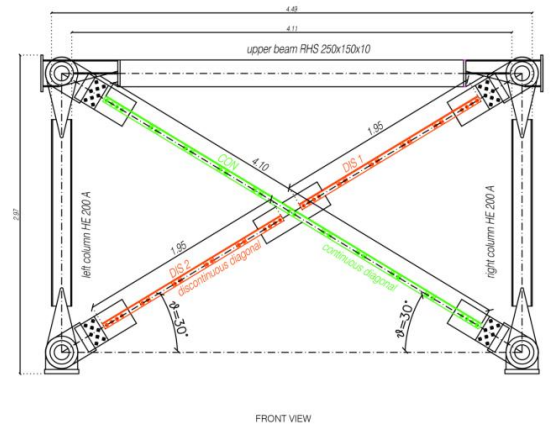 4.49
4.11
upper beam RHS 250x150x10
2.97
1.95
DIS 1
CON
4.10
left column HE 200 A
right column HE 200 A
1.95
DIS 2
discontinuous diagonal
continuous diagonal
ϑ=30°
ϑ=30°
FRONT VIEW